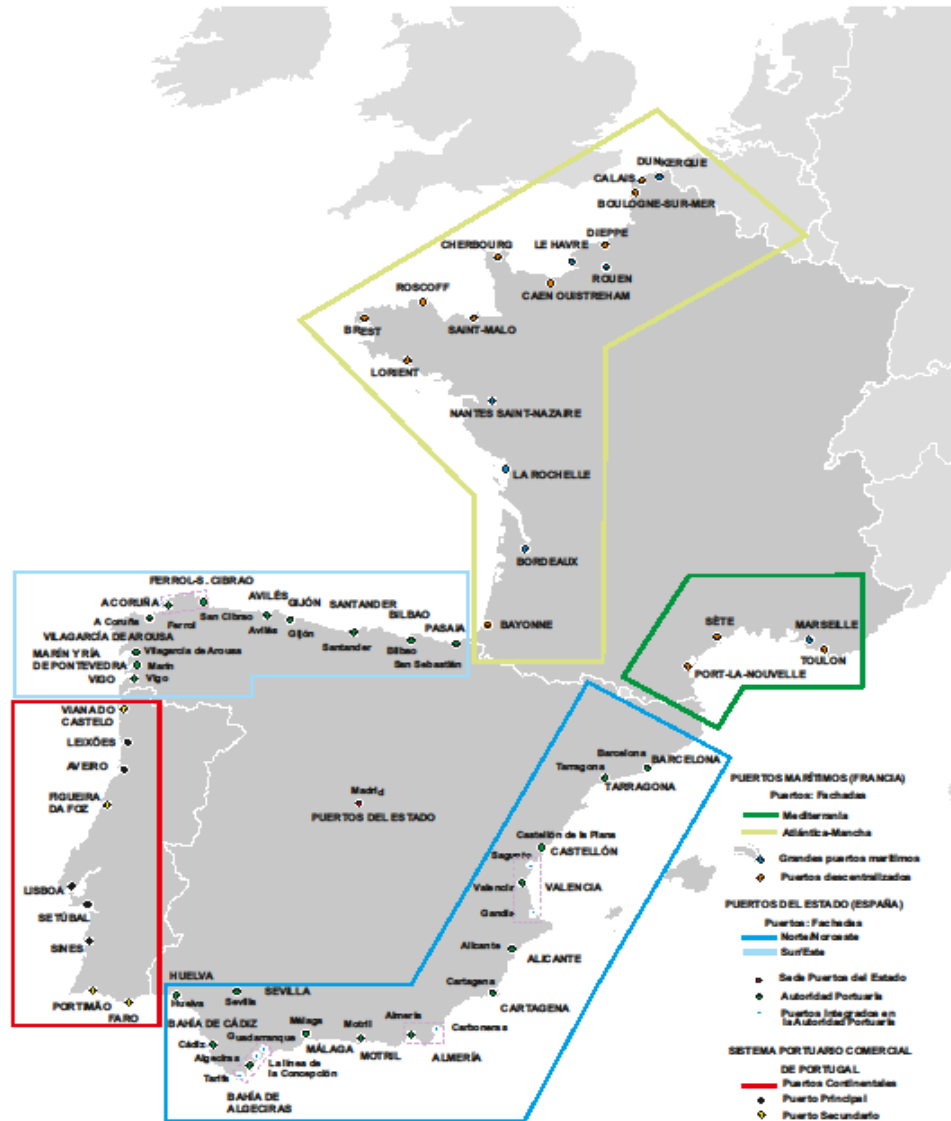 DUNKERQUE
CALAIS
BOULOGNE-SUR-MER
DIEPPE
CHERBOURG
LE HAVRE
ROUEN
CAEN OUISTREHAM
ROSCOFF
BREST
SAINT-MALO
LORIENT
NANTES SAINT-NAZAIRE
LA ROCHELLE
BORDEAUX
BAYONNE
SÈTE
MARSEILLE
TOULON
PORT-LA-NOUVELLE
FERROL-S. CIBRAO
A CORUÑA
AVILÉS
GIJÓN
SANTANDER
BILBAO
PASAIA
A Coruña
Ferrol
San Cibrao
Avilés
Gijón
Santander
Bilbao
San Sebastián
VILAGARCÍA DE AROUSA
Vilagarcía de Arousa
MARÍN Y RÍA
DE PONTEVEDRA
Marín
VIGO
Vigo
VIANA DO
CASTELO
LEIXÕES
AVEIRO
FIGUEIRA
DA FOZ
LISBOA
SETÚBAL
SINES
PORTIMÃO
FARO
Madrid
PUERTOS DEL ESTADO
Barcelona
BARCELONA
Tarragona
TARRAGONA
Castellón de la Plana
CASTELLÓN
Sagunto
Valencia
VALENCIA
Gandía
Alicante
ALICANTE
Cartagena
CARTAGENA
HUELVA
Huelva
Sevilla
SEVILLA
BAHÍA DE CÁDIZ
Cádiz
Guadarranque
Málaga
MÁLAGA
Motril
MOTRIL
Almería
Carboneras
ALMERÍA
Algeciras
La línea de
la Concepción
Tarifa
BAHÍA DE
ALGECIRAS
PUERTOS MARÍTIMOS (FRANCIA)
Puertos: Fachadas
Mediterranía
Atlántica-Mancha
Grandes puertos marítimos
Puertos descentralizados
PUERTOS DEL ESTADO (ESPAÑA)
Puertos: Fachadas
Norte/Noroeste
Sur/Este
Sede Puertos del Estado
Autoridad Portuaria
Puertos Integrados en
la Autoridad Portuaria
SISTEMA PORTUARIO COMERCIAL
DE PORTUGAL
Puertos Continentales
Puerto Principal
Puerto Secundario